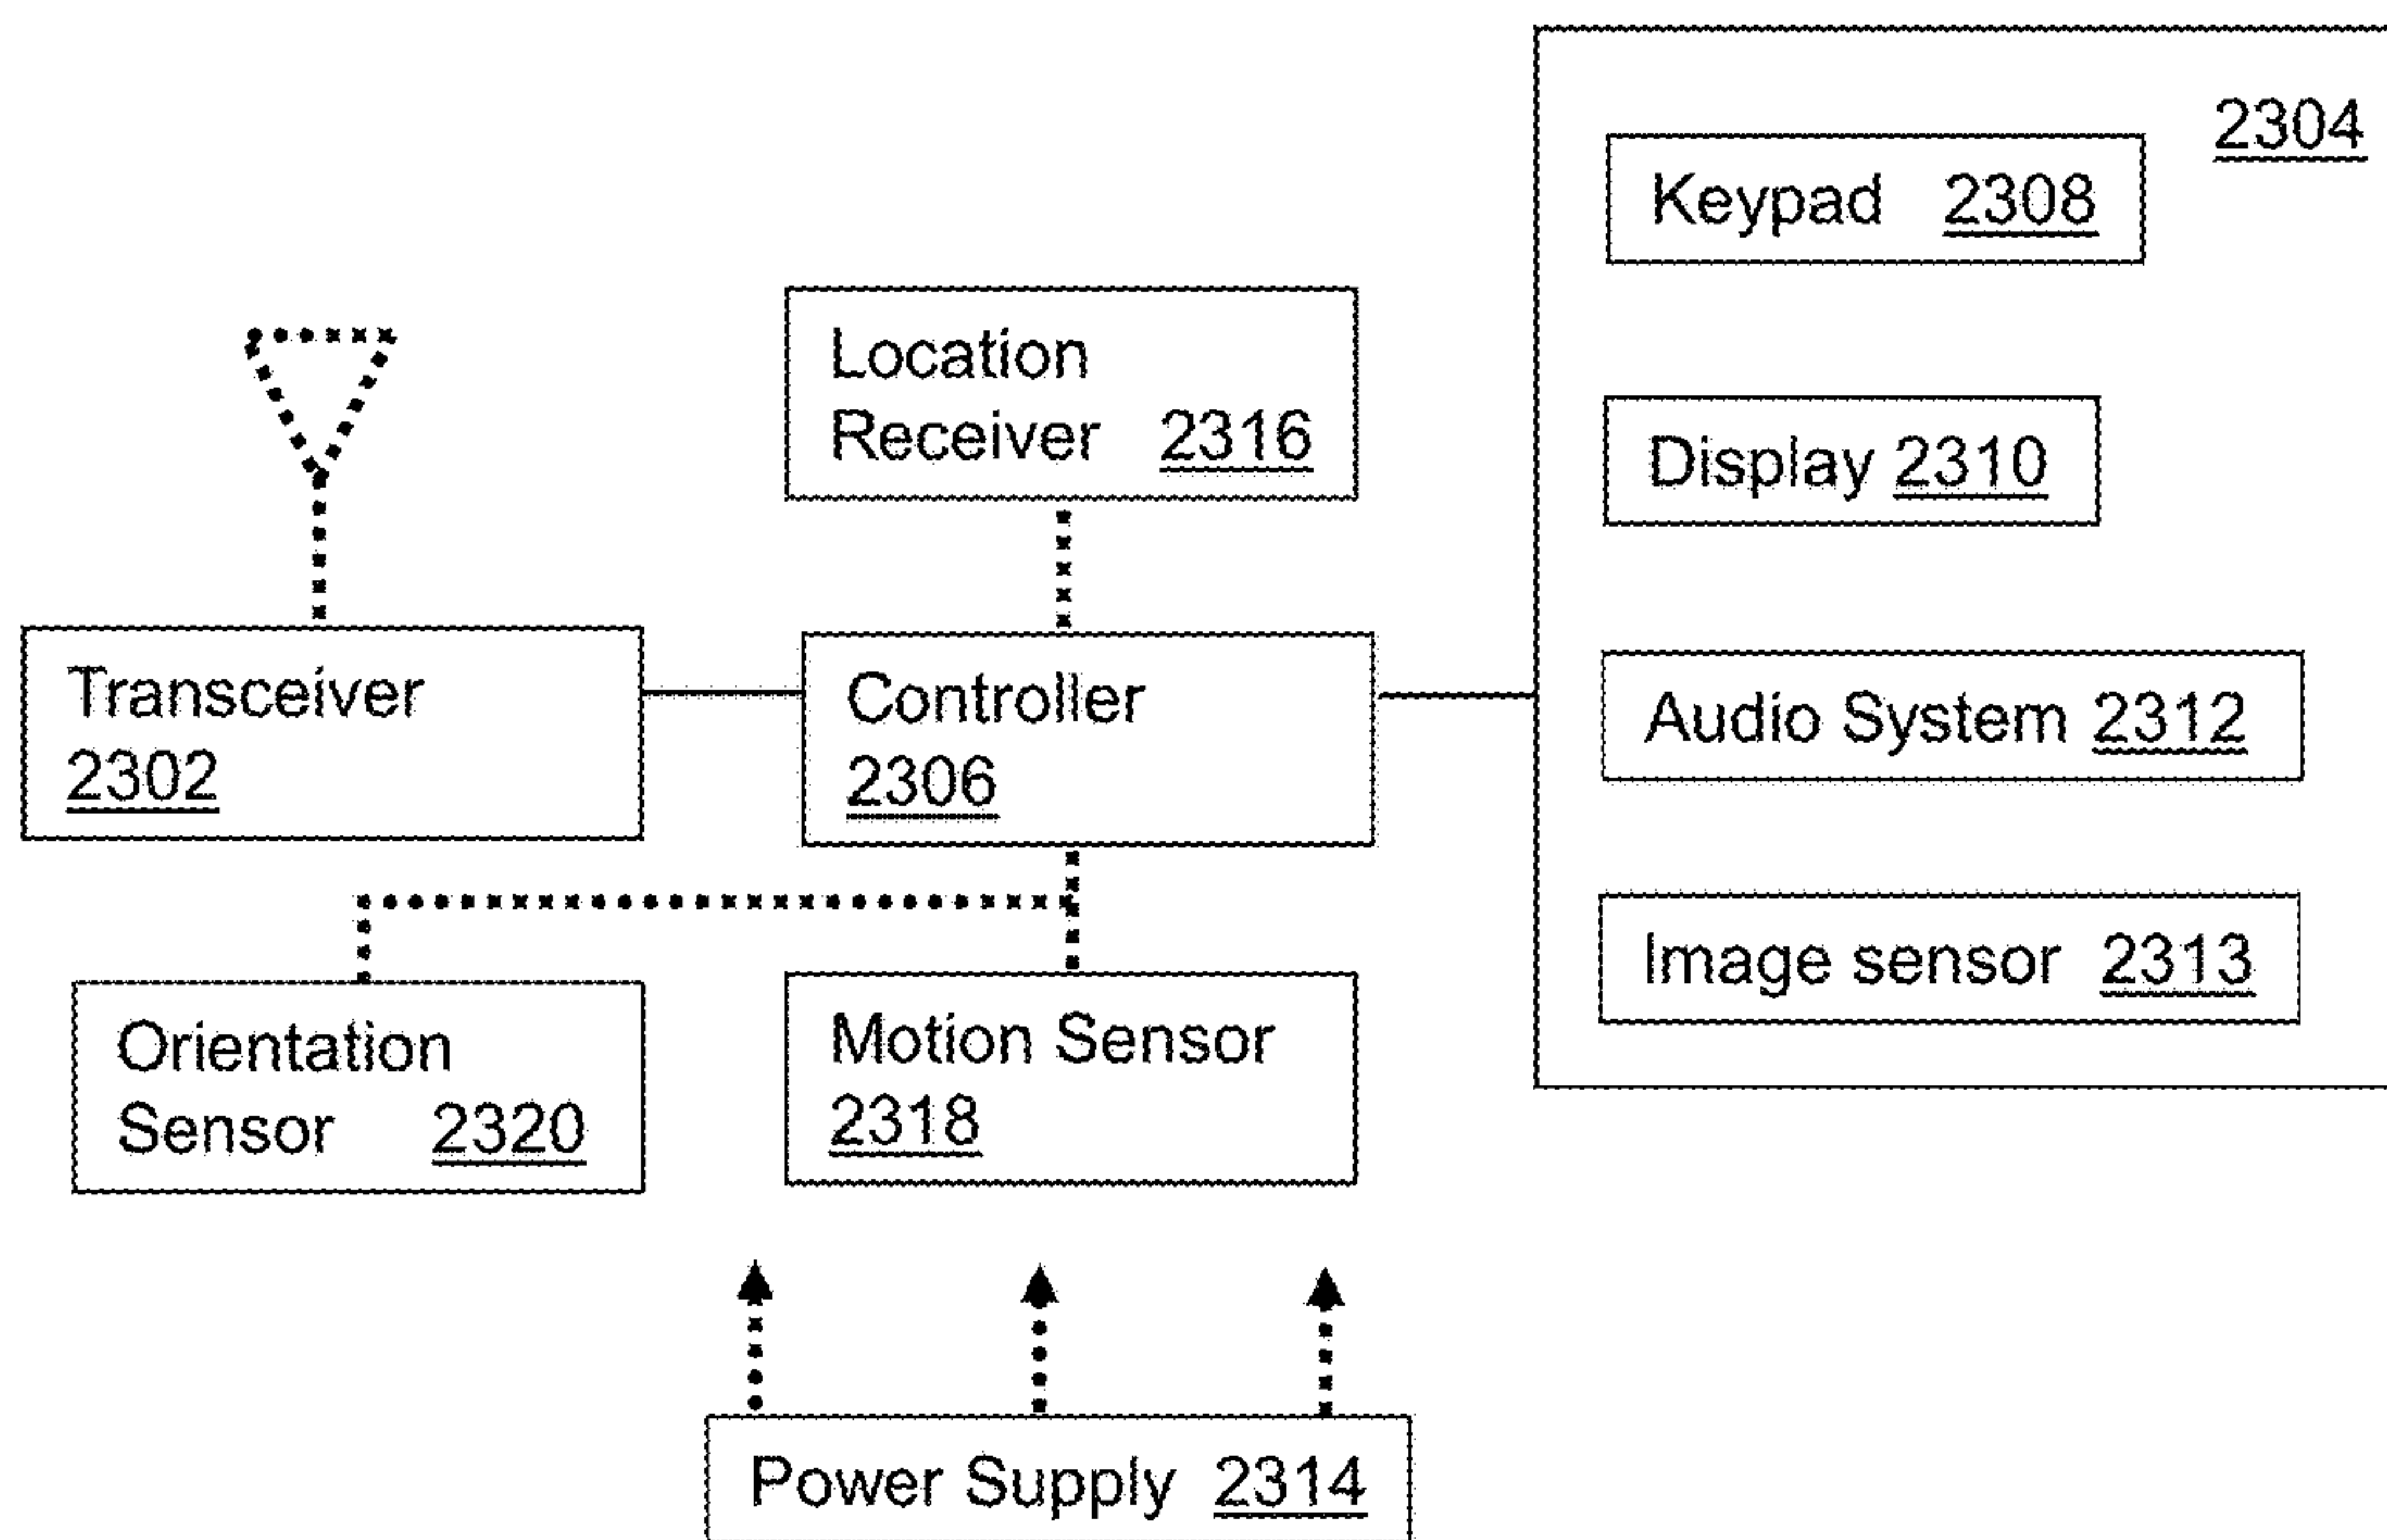 2304
Keypad 2308
Location
Receiver 2316
Display 2310
Transceiver
2302
Controller
2306
Audio System 2312
Image sensor 2313
Orientation
Sensor 2320
Motion Sensor
2318
Power Supply 2314